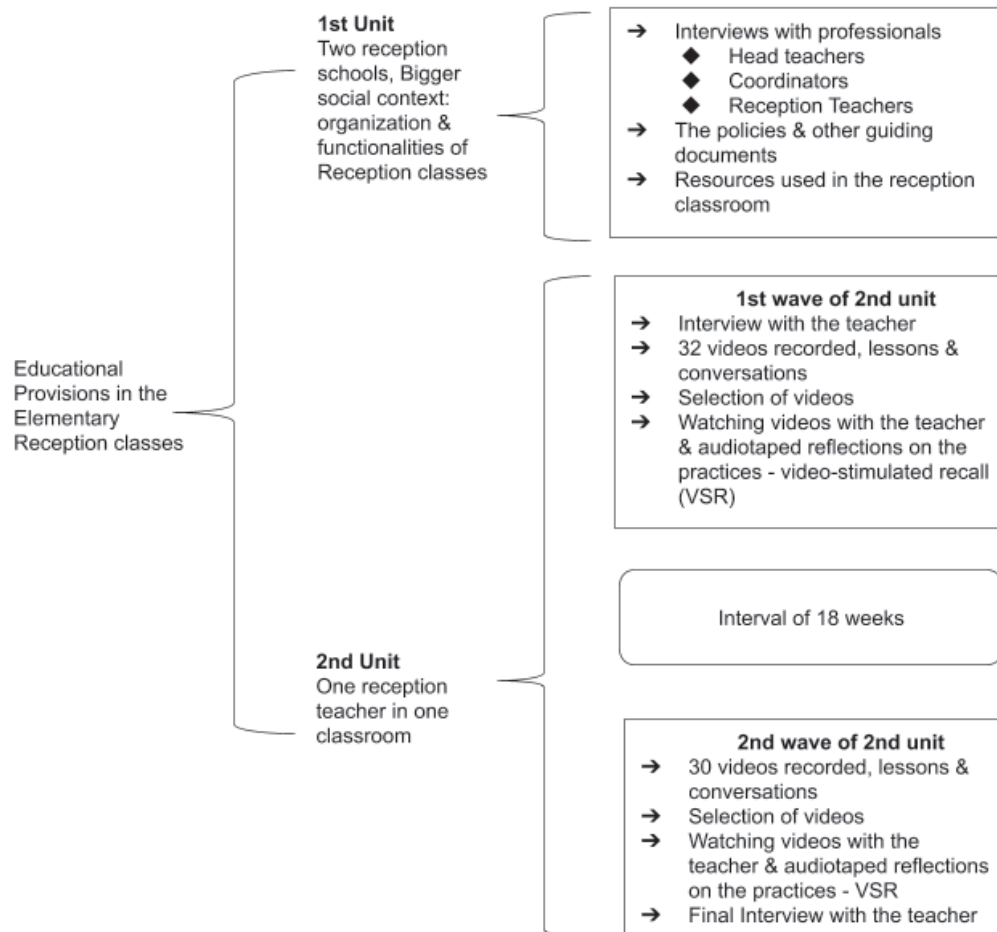 1st Unit
Two reception
schools, Bigger
social context:
organization &
functionalities of
Reception classes
➔ Interviews with professionals
◆ Head teachers
◆ Coordinators
◆ Reception Teachers
➔ The policies & other guiding
documents
➔ Resources used in the reception
classroom
Educational
Provisions in the
Elementary
Reception classes
1st wave of 2nd unit
➔ Interview with the teacher
➔ 32 videos recorded, lessons &
conversations
➔ Selection of videos
➔ Watching videos with the teacher
& audiotaped reflections on the
practices - video-stimulated recall
(VSR)
Interval of 18 weeks
2nd Unit
One reception
teacher in one
classroom
2nd wave of 2nd unit
➔ 30 videos recorded, lessons &
conversations
➔ Selection of videos
➔ Watching videos with the
teacher & audiotaped reflections
on the practices - VSR
➔ Final Interview with the teacher